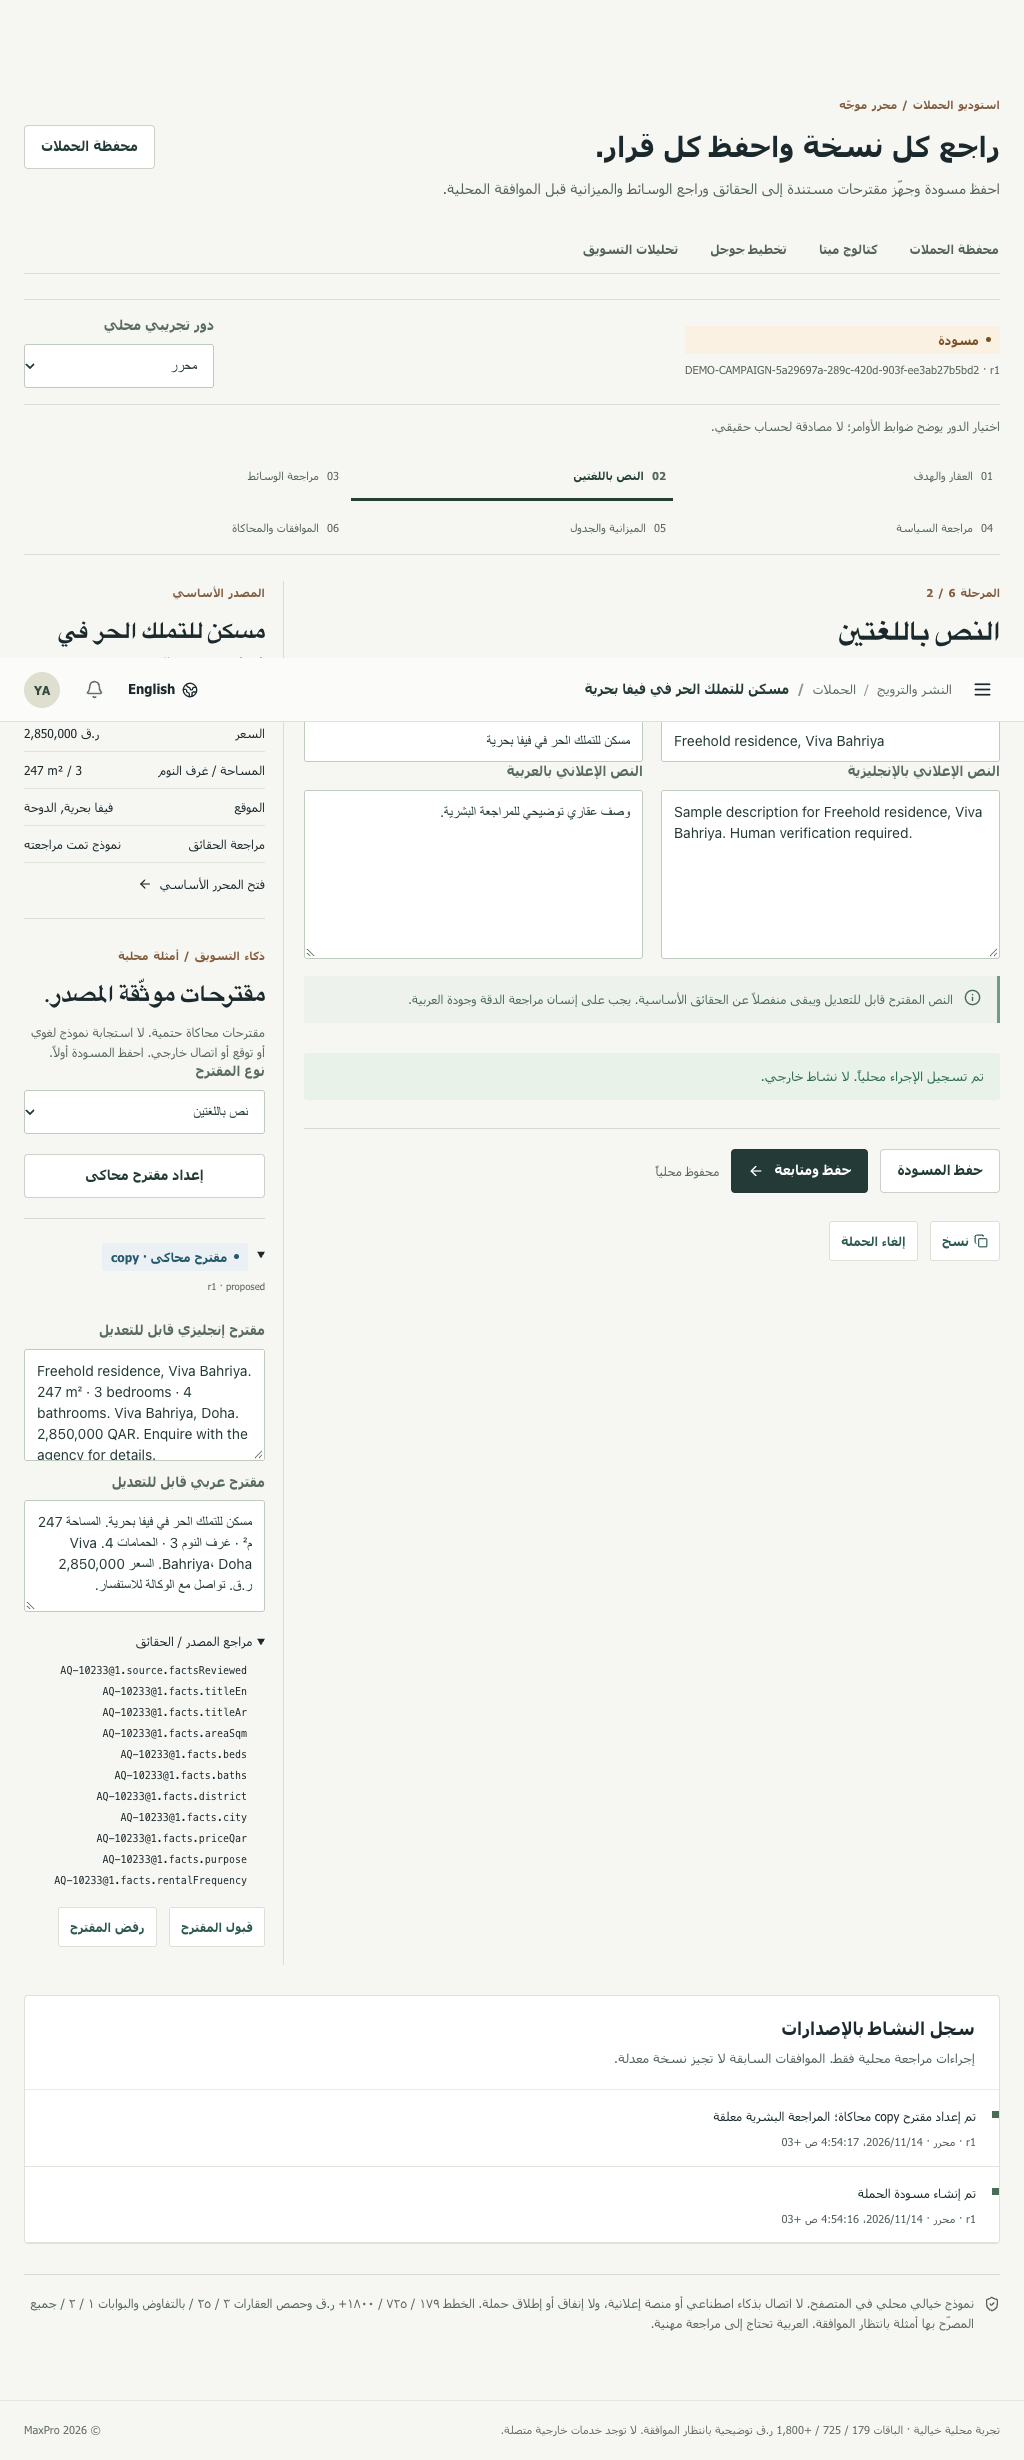 استوديو الحملات / محرر موجّه
راجع كل نسخة واحفظ كل قرار.
احفظ مسودة وجهّز مقترحات مستندة إلى الحقائق وراجع الوسائط والميزانية قبل الموافقة المحلية.
محفظة الحملات
محفظة الحملات
كتالوج ميتا
تخطيط جوجل
تحليلات التسويق
• مسودة
DEMO-CAMPAIGN-5a29697a-289c-420d-903f-ee3ab27b5bd2 · r1
دور تجريبي محلي
محرر
اختيار الدور يوضح ضوابط الأوامر؛ لا مصادقة لحساب حقيقي.
01 العقار والهدف
02 النص باللغتين
03 مراجعة الوسائط
04 مراجعة السياسة
05 الميزانية والجدول
06 الموافقات والمحاكاة
المرحلة 6 / 2
النص باللغتين
المصدر الأساسي
مسكن للتملك الحر في
النشر والترويج / الحملات / مسكن للتملك الحر في فيفا بحرية
English
YA
Freehold residence, Viva Bahriya
مسكن للتملك الحر في فيفا بحرية
النص الإعلاني بالإنجليزية
النص الإعلاني بالعربية
Sample description for Freehold residence, Viva
Bahriya. Human verification required.
وصف عقاري توضيحي للمراجعة البشرية.
النص المقترح قابل للتعديل ويبقى منفصلاً عن الحقائق الأساسية. يجب على إنسان مراجعة الدقة وجودة العربية.
تم تسجيل الإجراء محلياً. لا نشاط خارجي.
حفظ المسودة
حفظ ومتابعة
محفوظ محلياً
نسخ
إلغاء الحملة
السعر
2,850,000 ر.ق
المساحة / غرف النوم
247 m² / 3
الموقع
فيفا بحرية, الدوحة
مراجعة الحقائق
نموذج تمت مراجعته
فتح المحرر الأساسي
ذكاء التسويق / أمثلة محلية
مقترحات موثّقة المصدر.
مقترحات محاكاة حتمية. لا استجابة نموذج لغوي
أو توقع أو اتصال خارجي. احفظ المسودة أولاً.
نوع المقترح
نص باللغتين
إعداد مقترح محاكى
• مقترح محاكى · copy
r1 · proposed
مقترح إنجليزي قابل للتعديل
Freehold residence, Viva Bahriya.
247 m² · 3 bedrooms · 4
bathrooms. Viva Bahriya, Doha.
2,850,000 QAR. Enquire with the
agency for details.
مقترح عربي قابل للتعديل
مسكن للتملك الحر في فيفا بحرية. المساحة 247
م² · غرف النوم 3 · الحمامات 4. Viva
Bahriya، Doha. السعر 2,850,000
ر.ق. تواصل مع الوكالة للاستفسار.
مراجع المصدر / الحقائق
AQ-10233@1.source.factsReviewed
AQ-10233@1.facts.titleEn
AQ-10233@1.facts.titleAr
AQ-10233@1.facts.areaSqm
AQ-10233@1.facts.beds
AQ-10233@1.facts.baths
AQ-10233@1.facts.district
AQ-10233@1.facts.city
AQ-10233@1.facts.priceQar
AQ-10233@1.facts.purpose
AQ-10233@1.facts.rentalFrequency
قبول المقترح
رفض المقترح
سجل النشاط بالإصدارات
إجراءات مراجعة محلية فقط. الموافقات السابقة لا تجيز نسخة معدلة.
تم إعداد مقترح copy محاكاة؛ المراجعة البشرية معلقة
r1 · محرر · 2026/11/14، 4:54:17 ص +03
تم إنشاء مسودة الحملة
r1 · محرر · 2026/11/14، 4:54:16 ص +03
نموذج خيالي محلي في المتصفح. لا اتصال بذكاء اصطناعي أو منصة إعلانية، ولا إنفاق أو إطلاق حملة. الخطط ١٧٩ / ٧٢٥ / ١٨٠٠+ ر.ق وحصص العقارات ٣ / ٢٥ / بالتفاوض والبوابات ١ / ٢ / جميع
المصرّح بها أمثلة بانتظار الموافقة. العربية تحتاج إلى مراجعة مهنية.
تجربة محلية خيالية · الباقات 179 / 725 / +1,800 ر.ق توضيحية بانتظار الموافقة. لا توجد خدمات خارجية متصلة.
© 2026 MaxPro